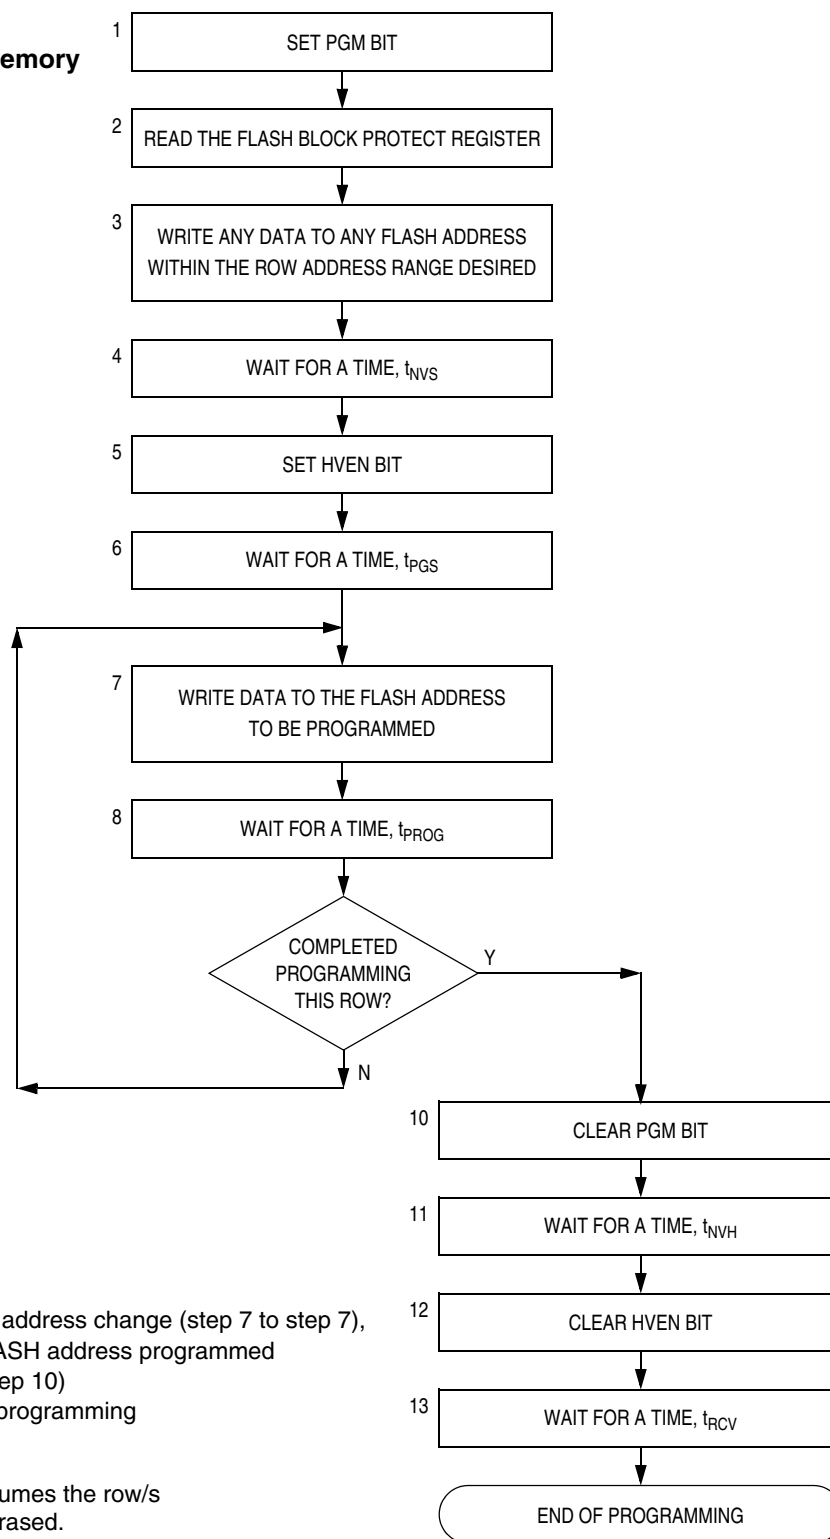 1
SET PGM BIT
emory
2
READ THE FLASH BLOCK PROTECT REGISTER
3
WRITE ANY DATA TO ANY FLASH ADDRESS
WITHIN THE ROW ADDRESS RANGE DESIRED
4
WAIT FOR A TIME, tNVS
5
SET HVEN BIT
6
WAIT FOR A TIME, tPGS
7
WRITE DATA TO THE FLASH ADDRESS
TO BE PROGRAMMED
8
WAIT FOR A TIME, tPROG
COMPLETED
PROGRAMMING
THIS ROW?
Y
N
10
CLEAR PGM BIT
11
WAIT FOR A TIME, tNVH
12
CLEAR HVEN BIT
13
WAIT FOR A TIME, tRCV
END OF PROGRAMMING
address change (step 7 to step 7),
ASH address programmed
ep 10)
programming
umes the row/s
rased.